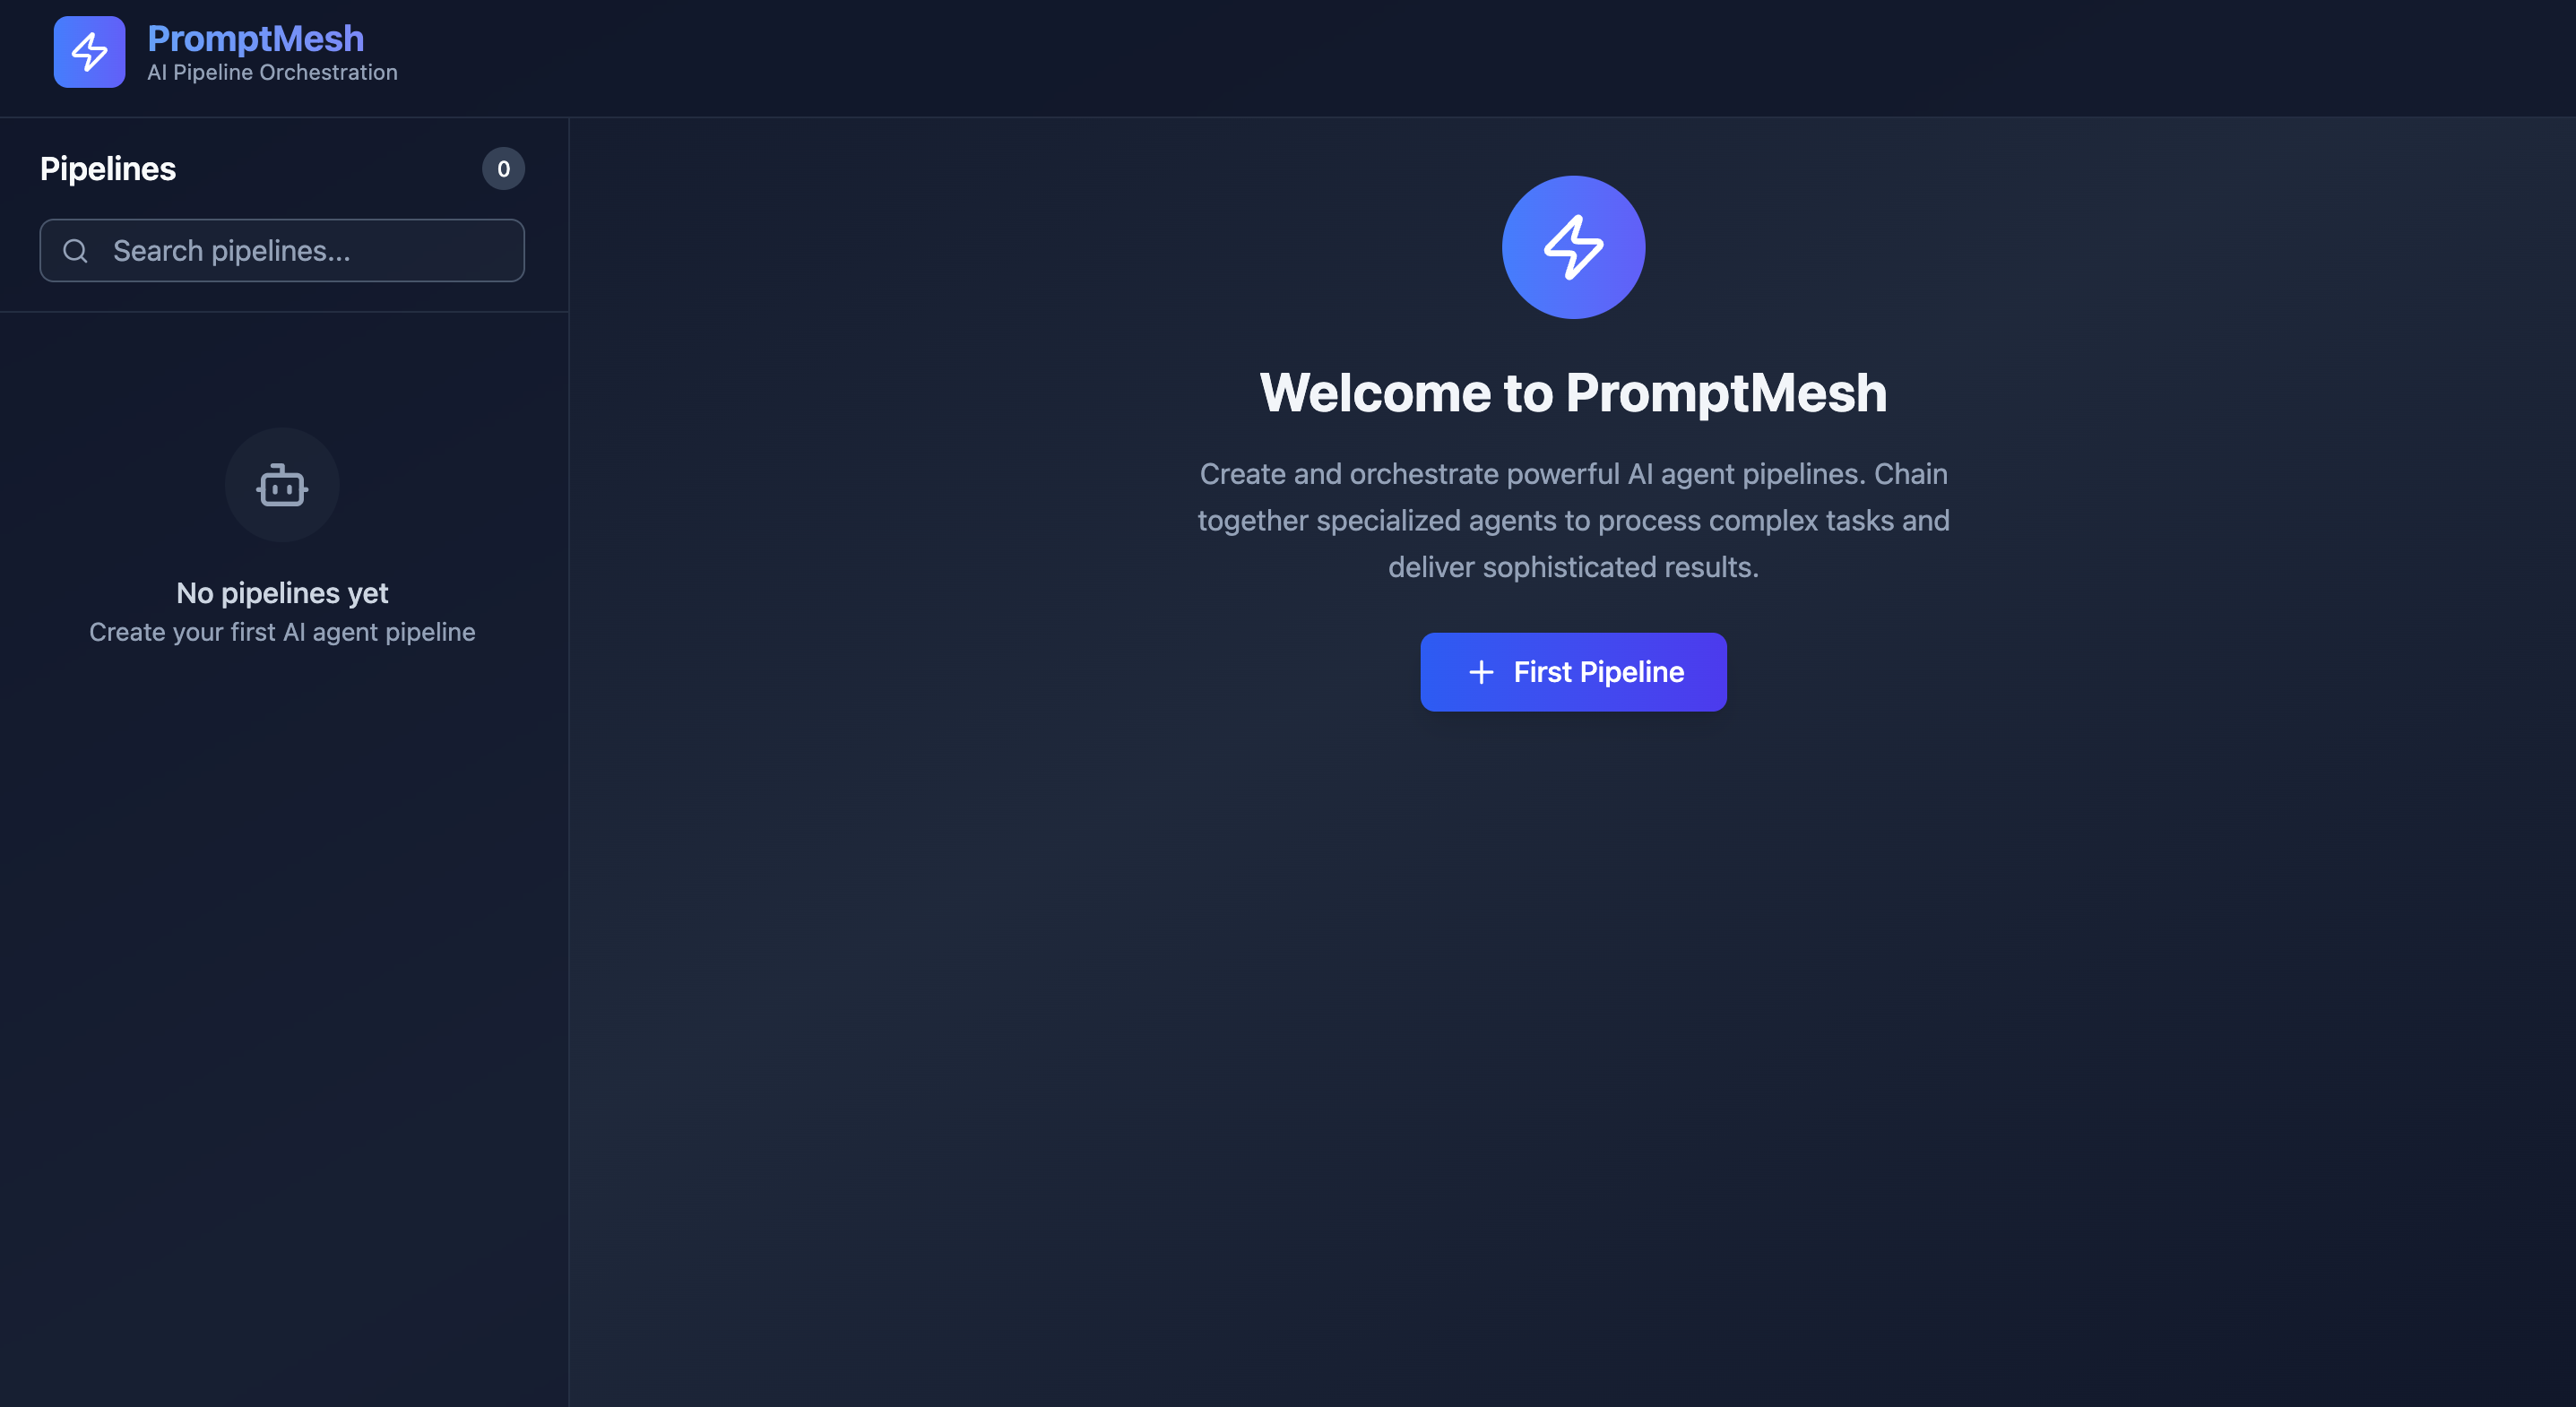 PromptMesh
AI Pipeline Orchestration
Pipelines
0
Search pipelines...
No pipelines yet
Create your first AI agent pipeline
Welcome to PromptMesh
Create and orchestrate powerful AI agent pipelines. Chain
together specialized agents to process complex tasks and
deliver sophisticated results.
First Pipeline